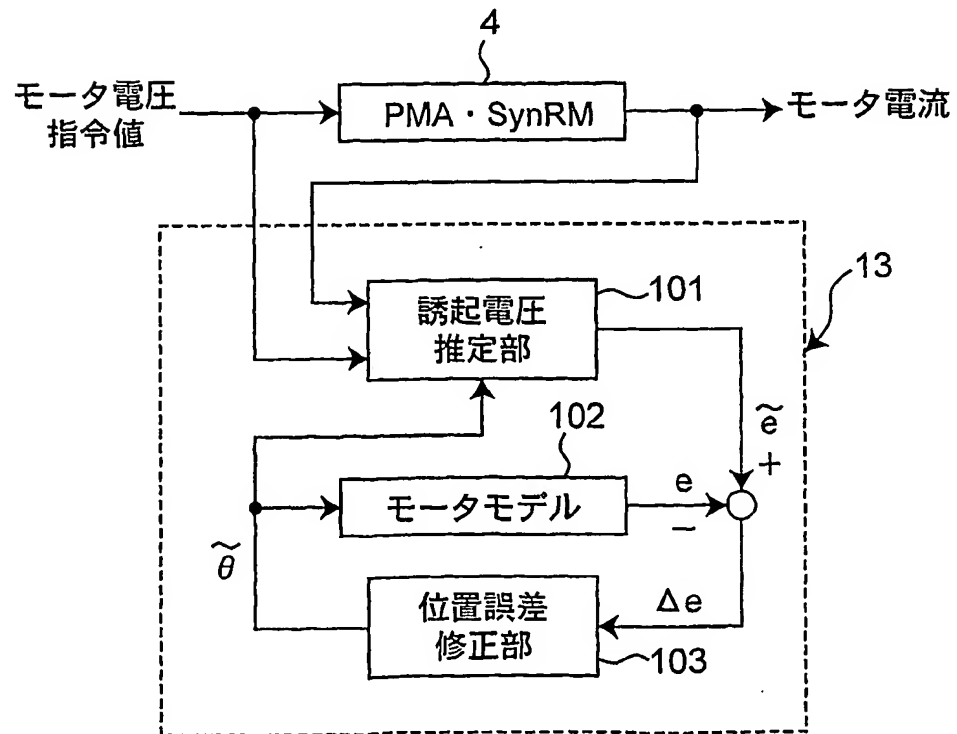 4
モータ電圧
指令値
PMA・SynRM
モータ電流
13
101
誘起電圧
推定部
102
ẽ
+
モータモデル
e
−
θ̃
位置誤差
修正部
Δe
103